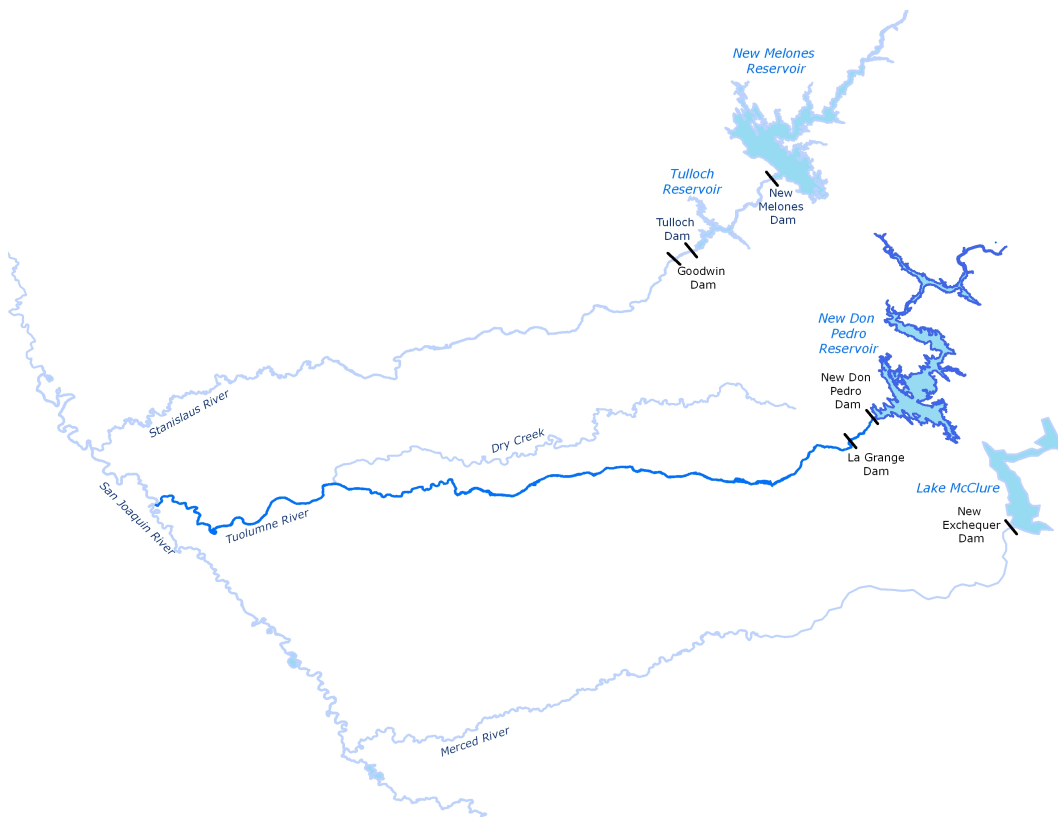 New Melones
Reservoir
Tulloch
Reservoir
New
Melones
Dam
Tulloch
Dam
Goodwin
Dam
New Don
Pedro
Reservoir
New Don
Pedro
Dam
Stanislaus River
Dry Creek
La Grange
Dam
San Joaquin River
Tuolumne River
Lake McClure
New
Exchequer
Dam
Merced River